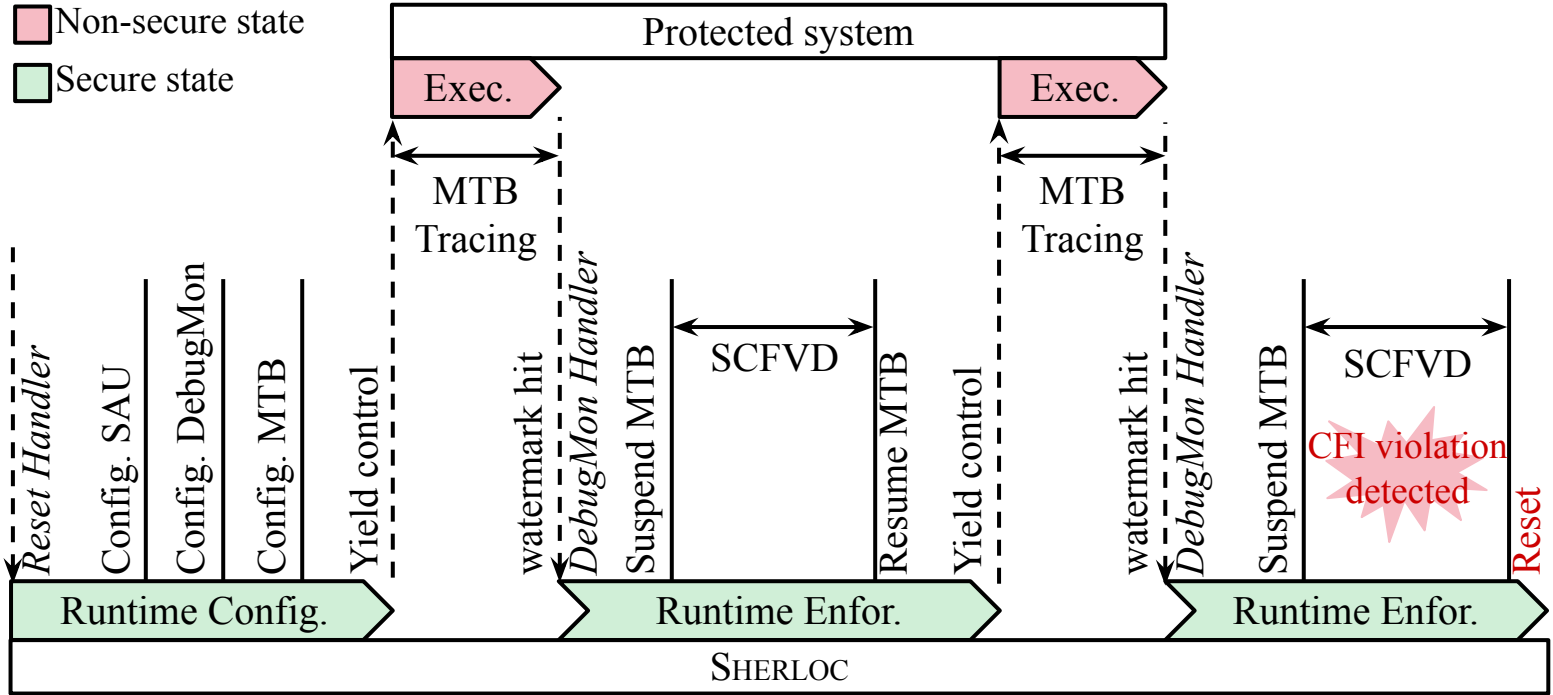 Non-secure state
Secure state
Protected system
Exec.
Exec.
MTB
Tracing
MTB
Tracing
Reset Handler
Config. SAU
Config. DebugMon
Config. MTB
Yield control
watermark hit
DebugMon Handler
Suspend MTB
SCFVD
Resume MTB
Yield control
watermark hit
DebugMon Handler
Suspend MTB
SCFVD
CFI violation
detected
Reset
Runtime Config.
Runtime Enfor.
Runtime Enfor.
SHERLOC